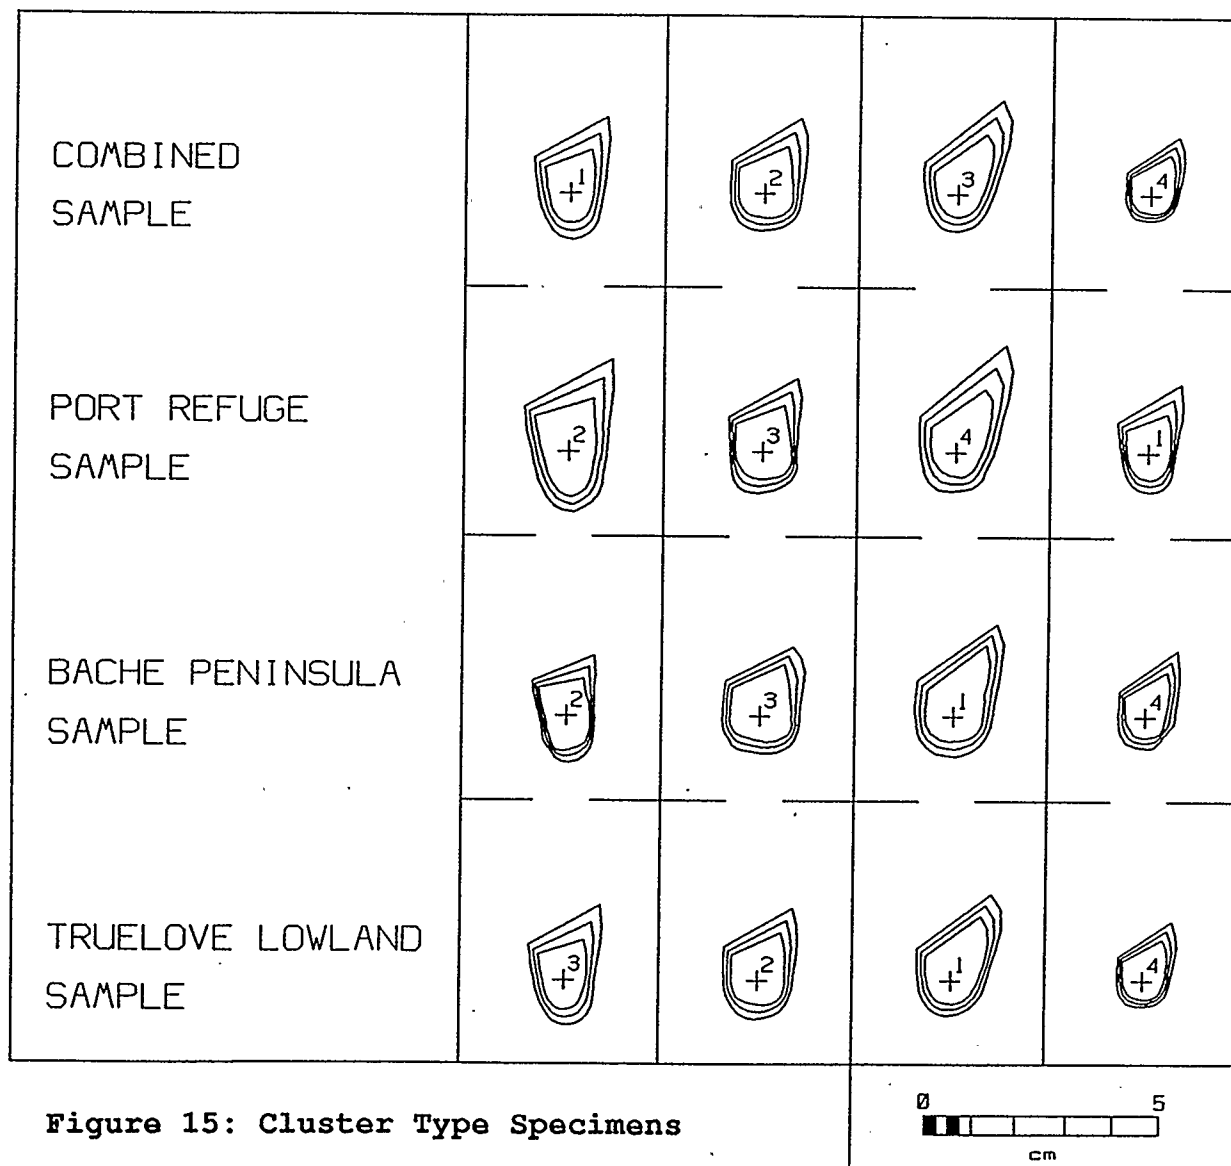 COMBINED
SAMPLE
1 2 3 4
PORT REFUGE
SAMPLE
2 3 4 1
BACHE PENINSULA
SAMPLE
2 3 1 4
TRUELOVE LOWLAND
SAMPLE
3 2 1 4
Figure 15: Cluster Type Specimens
0 5
cm